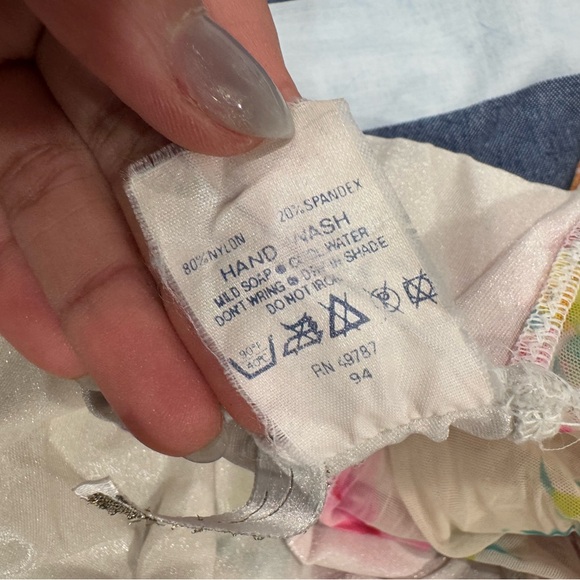 80% NYLON 20% SPANDEX
HAND WASH
MILD SOAP • COOL WATER
DON'T WRING • DRY IN SHADE
DO NOT IRON
40°C
P
RN 49787
94